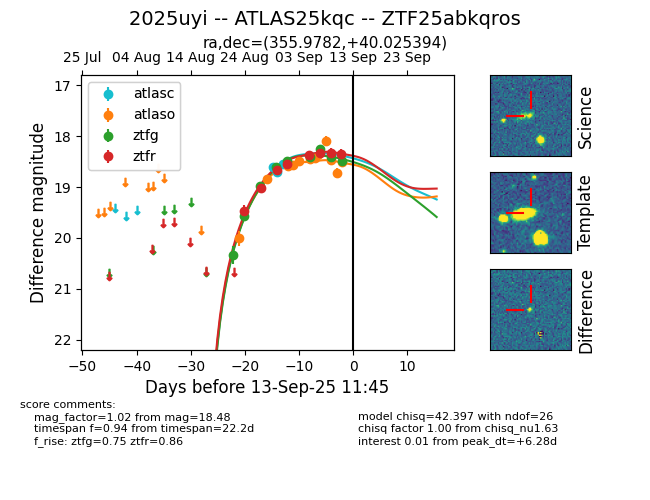 2025uyi -- ATLAS25kqc -- ZTF25abkqros
ra,dec=(355.9782,+40.025394)
25 Jul 04 Aug 14 Aug 24 Aug 03 Sep 13 Sep 23 Sep
atlasc
atlaso
ztfg
ztfr
17
18
19
20
21
22
Difference magnitude
−50 −40 −30 −20 −10 0 10
Days before 13-Sep-25 11:45
Science
Template
Difference
score comments:
mag_factor=1.02 from mag=18.48
timespan f=0.94 from timespan=22.2d
f_rise: ztfg=0.75 ztfr=0.86
model chisq=42.397 with ndof=26
chisq factor 1.00 from chisq_nu1.63
interest 0.01 from peak_dt=+6.28d